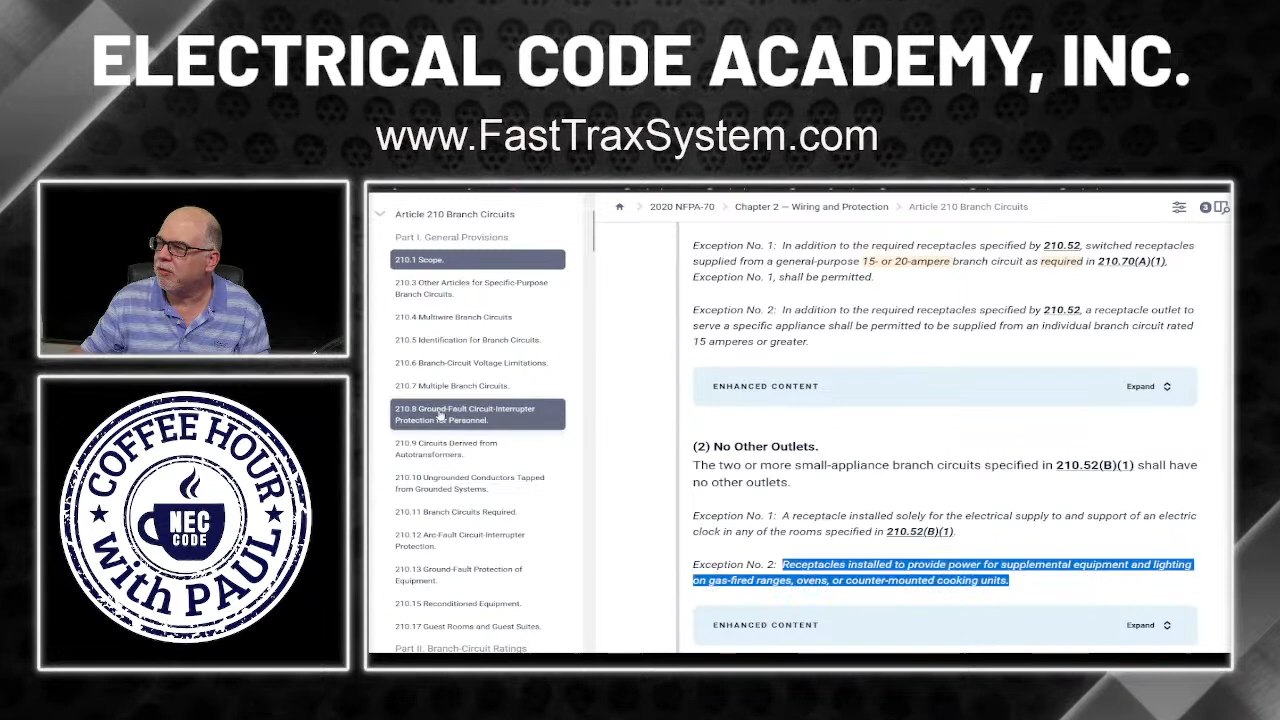 ELECTRICAL CODE ACADEMY, INC.
www.FastTraxSystem.com
COFFEE HOUR
NEC
CODE
with PAUL
Article 210 Branch Circuits
Part I. General Provisions
210.1 Scope.
210.3 Other Articles for Specific-Purpose
Branch Circuits.
210.4 Multiwire Branch Circuits
210.5 Identification for Branch Circuits.
210.6 Branch-Circuit Voltage Limitations.
210.7 Multiple Branch Circuits.
210.8 Ground-Fault Circuit-Interrupter
Protection for Personnel.
210.9 Circuits Derived from
Autotransformers.
210.10 Ungrounded Conductors Tapped
from Grounded Systems.
210.11 Branch Circuits Required.
210.12 Arc-Fault Circuit-Interrupter
Protection.
210.13 Ground-Fault Protection of
Equipment.
210.15 Reconditioned Equipment.
210.17 Guest Rooms and Guest Suites.
Part II. Branch-Circuit Ratings
2020 NFPA-70 > Chapter 2 — Wiring and Protection > Article 210 Branch Circuits
3
Exception No. 1: In addition to the required receptacles specified by 210.52, switched receptacles
supplied from a general-purpose 15- or 20-ampere branch circuit as required in 210.70(A)(1),
Exception No. 1, shall be permitted.
Exception No. 2: In addition to the required receptacles specified by 210.52, a receptacle outlet to
serve a specific appliance shall be permitted to be supplied from an individual branch circuit rated
15 amperes or greater.
ENHANCED CONTENT Expand
(2) No Other Outlets.
The two or more small-appliance branch circuits specified in 210.52(B)(1) shall have
no other outlets.
Exception No. 1: A receptacle installed solely for the electrical supply to and support of an electric
clock in any of the rooms specified in 210.52(B)(1).
Exception No. 2: Receptacles installed to provide power for supplemental equipment and lighting
on gas-fired ranges, ovens, or counter-mounted cooking units.
ENHANCED CONTENT Expand